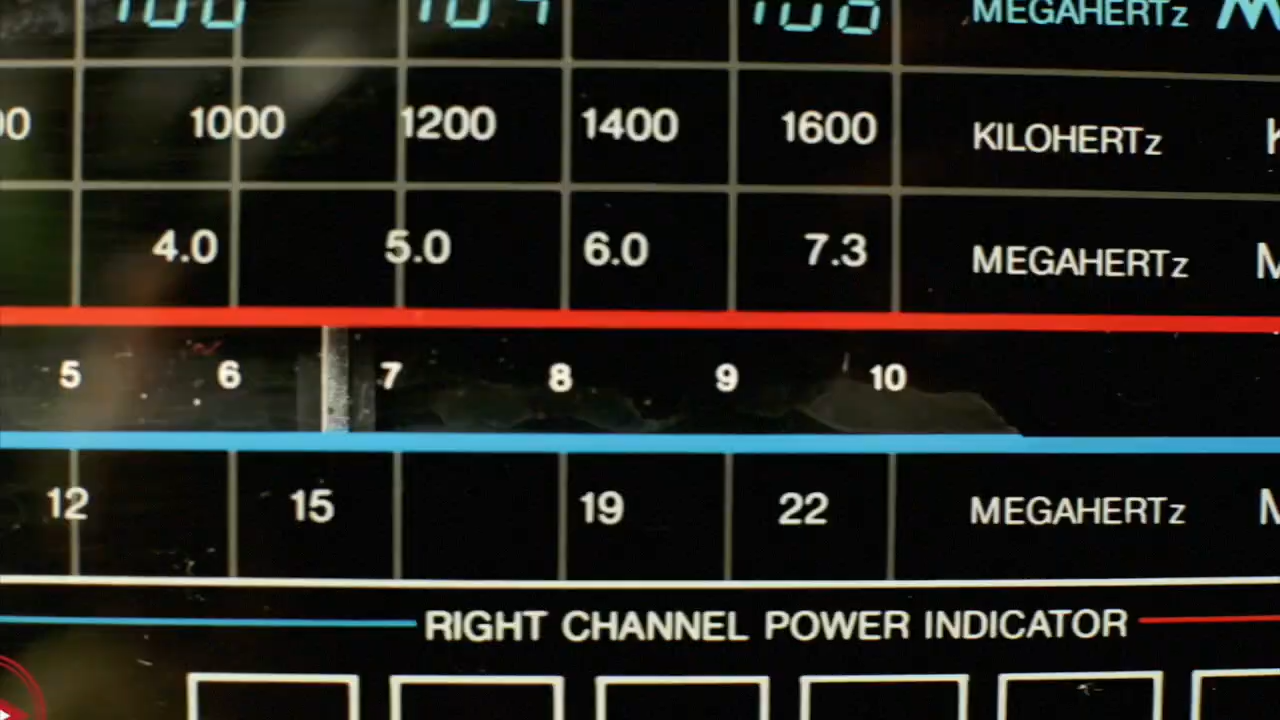 100 104 108 MEGAHERTz
1000 1200 1400 1600 KILOHERTz
4.0 5.0 6.0 7.3 MEGAHERTz
5 6 7 8 9 10
12 15 19 22 MEGAHERTz
RIGHT CHANNEL POWER INDICATOR